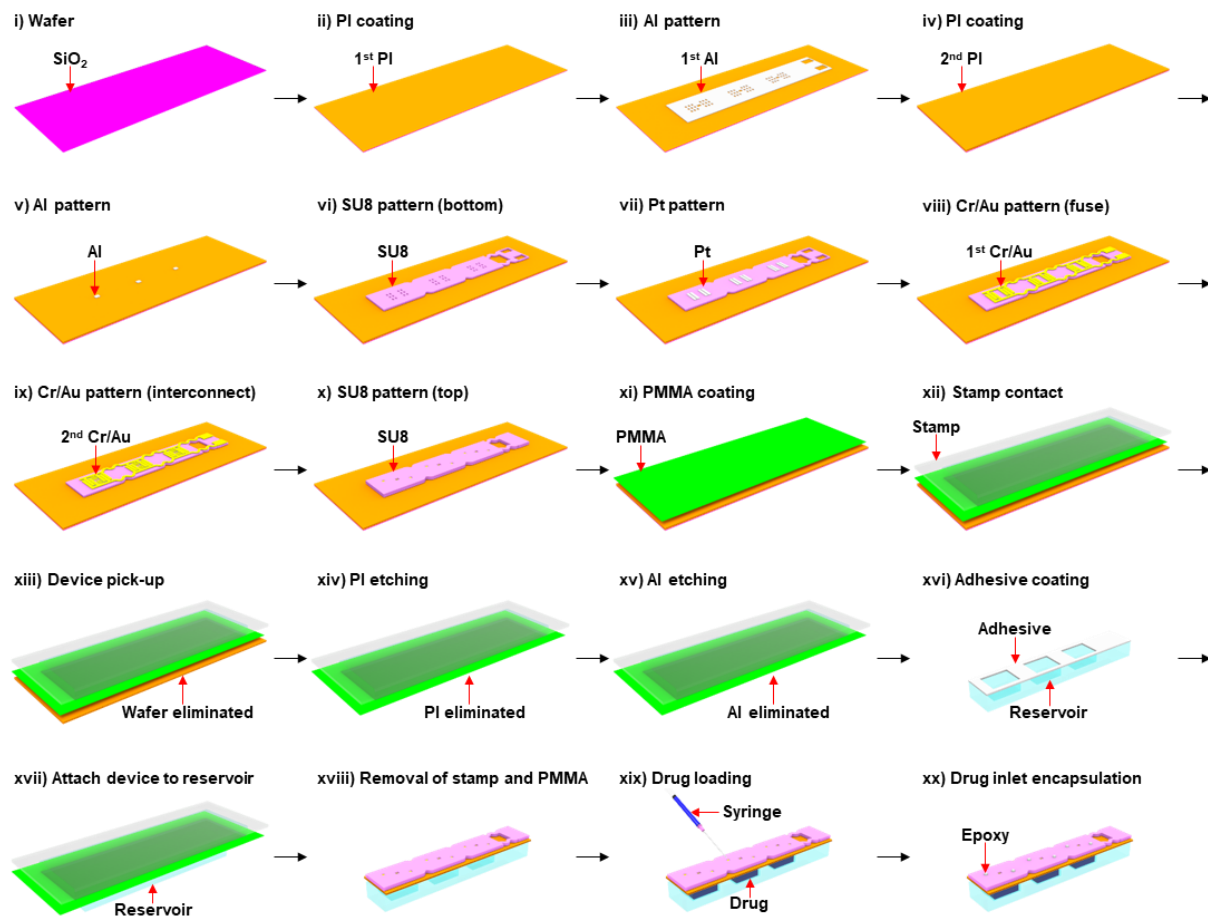 i) Wafer
SiO₂
ii) PI coating
1st PI
iii) Al pattern
1st Al
iv) PI coating
2nd PI
v) Al pattern
Al
vi) SU8 pattern (bottom)
SU8
vii) Pt pattern
Pt
viii) Cr/Au pattern (fuse)
1st Cr/Au
ix) Cr/Au pattern (interconnect)
2nd Cr/Au
x) SU8 pattern (top)
SU8
xi) PMMA coating
PMMA
xii) Stamp contact
Stamp
xiii) Device pick-up
Wafer eliminated
xiv) PI etching
PI eliminated
xv) Al etching
Al eliminated
xvi) Adhesive coating
Adhesive
Reservoir
xvii) Attach device to reservoir
Reservoir
xviii) Removal of stamp and PMMA
xix) Drug loading
Syringe
Drug
xx) Drug inlet encapsulation
Epoxy